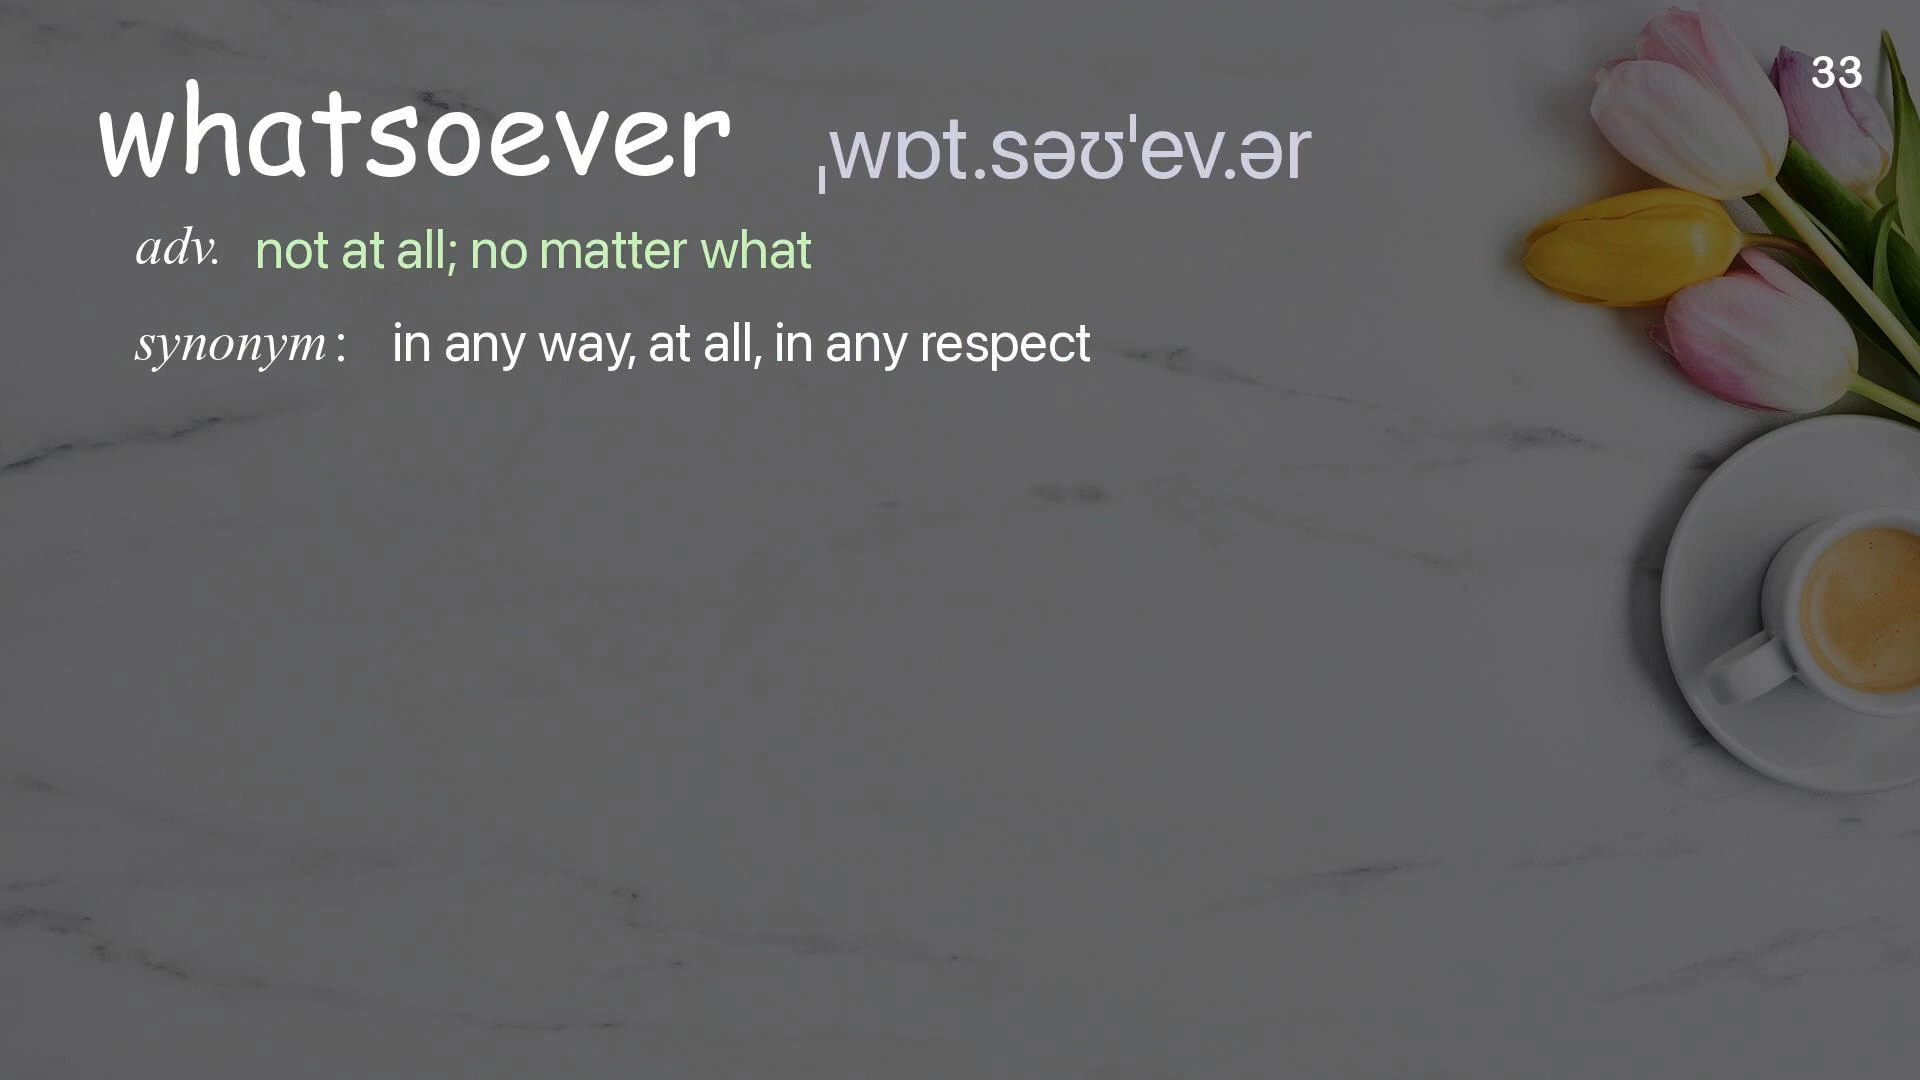 33
whatsoever ˌwɒt.səʊˈev.ər
adv. not at all; no matter what
synonym: in any way, at all, in any respect